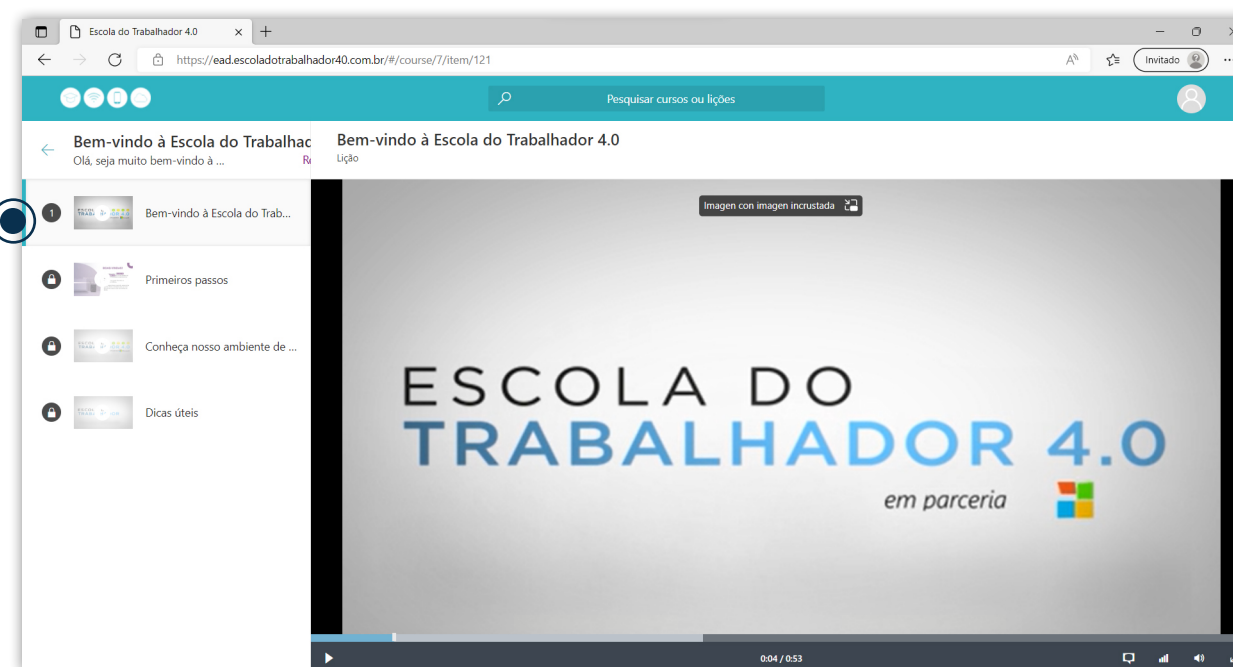 Escola do Trabalhador 4.0
https://ead.escoladotrabalhador40.com.br/#/course/7/item/121
Invitado
Pesquisar cursos ou lições
Bem-vindo à Escola do Trabalhac
Olá, seja muito bem-vindo à ...
Bem-vindo à Escola do Trabalhador 4.0
Lição
1
Bem-vindo à Escola do Trab...
Primeiros passos
Conheça nosso ambiente de ...
Dicas úteis
Imagen con imagen incrustada
ESCOLA DO
TRABALHADOR 4.0
em parceria
0:04 / 0:53